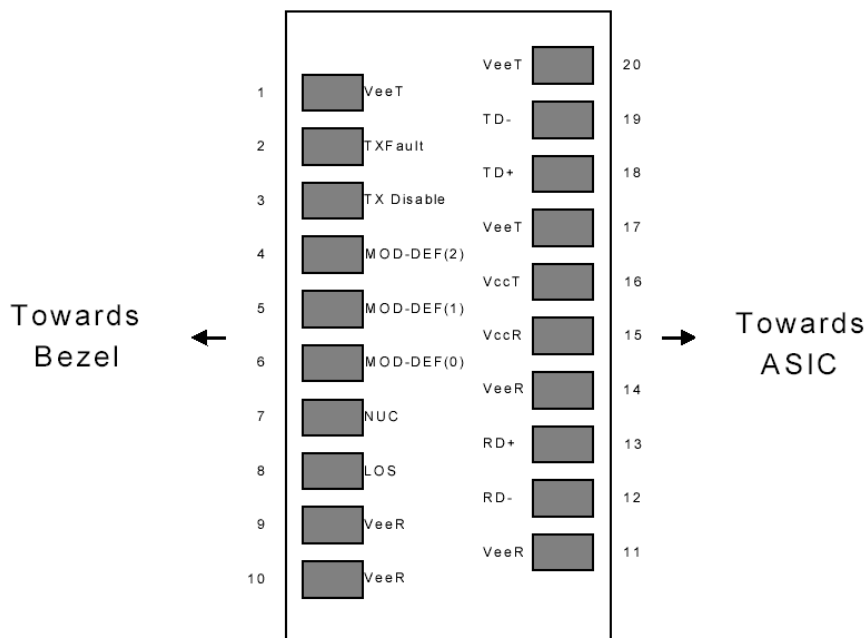 Towards
Bezel
1 VeeT
2 TXFault
3 TX Disable
4 MOD-DEF(2)
5 MOD-DEF(1)
6 MOD-DEF(0)
7 NUC
8 LOS
9 VeeR
10 VeeR
VeeT 20
TD- 19
TD+ 18
VeeT 17
VccT 16
VccR 15
VeeR 14
RD+ 13
RD- 12
VeeR 11
Towards
ASIC